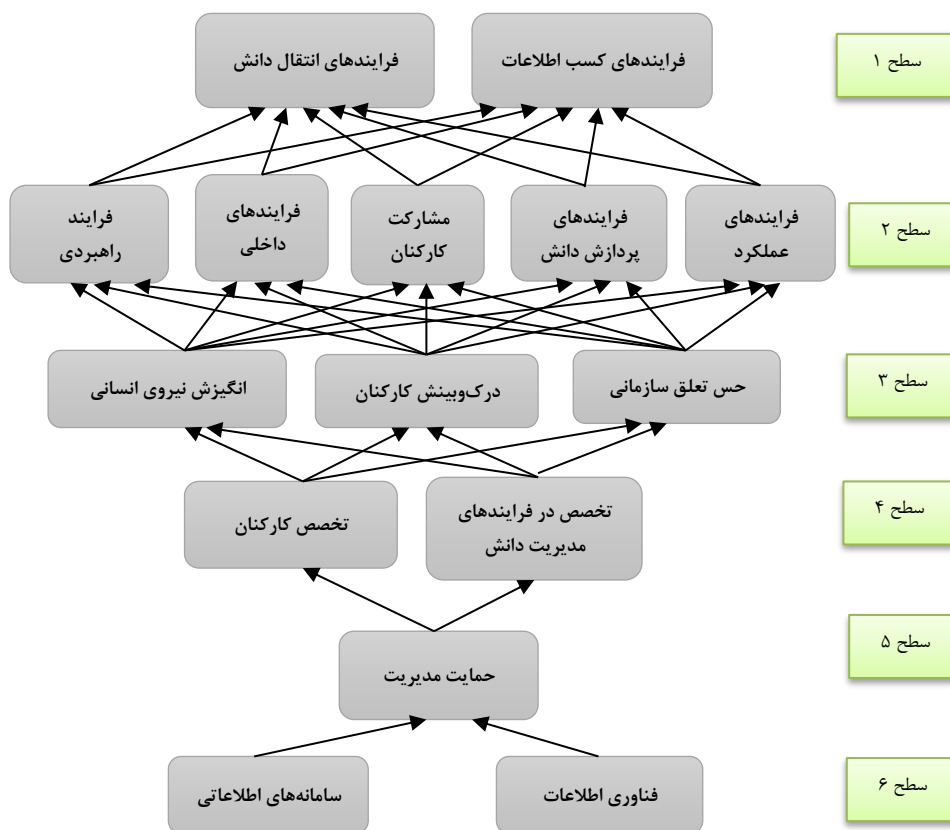 سطح ۱
فرایندهای کسب اطلاعات
فرایندهای انتقال دانش
سطح ۲
فرایندهای
عملکرد
فرایندهای
پردازش دانش
مشارکت
کارکنان
فرایندهای
داخلی
فرایند
راهبردی
سطح ۳
حس تعلق سازمانی
درک‌وبینش کارکنان
انگیزش نیروی انسانی
سطح ۴
تخصص در فرایندهای
مدیریت دانش
تخصص کارکنان
سطح ۵
حمایت مدیریت
سطح ۶
فناوری اطلاعات
سامانه‌های اطلاعاتی